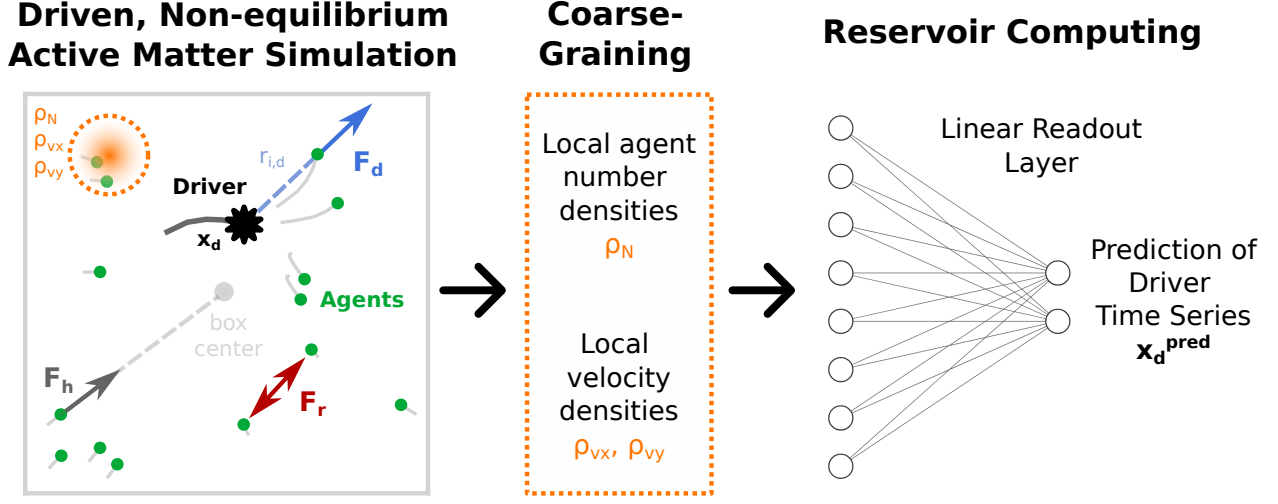 Driven, Non-equilibrium
Active Matter Simulation
ρN
ρvx
ρvy
ri,d
Fd
Driver
xd
Agents
box
center
Fh
Fr
Coarse-
Graining
Local agent
number
densities
ρN
Local
velocity
densities
ρvx, ρvy
Reservoir Computing
Linear Readout
Layer
Prediction of
Driver
Time Series
xd^pred